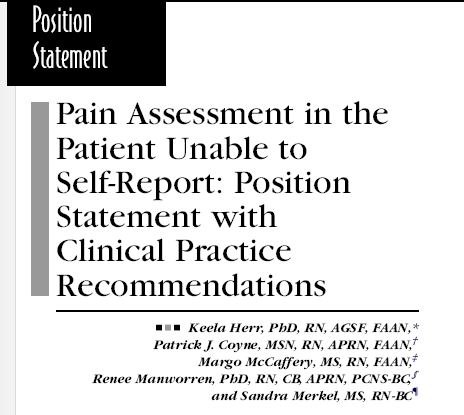 Position
Statement
Pain Assessment in the
Patient Unable to
Self-Report: Position
Statement with
Clinical Practice
Recommendations
Keela Herr, PhD, RN, AGSF, FAAN,*
Patrick J. Coyne, MSN, RN, APRN, FAAN,†
Margo McCaffery, MS, RN, FAAN,‡
Renee Manworren, PhD, RN, CB, APRN, PCNS-BC,§
and Sandra Merkel, MS, RN-BC¶